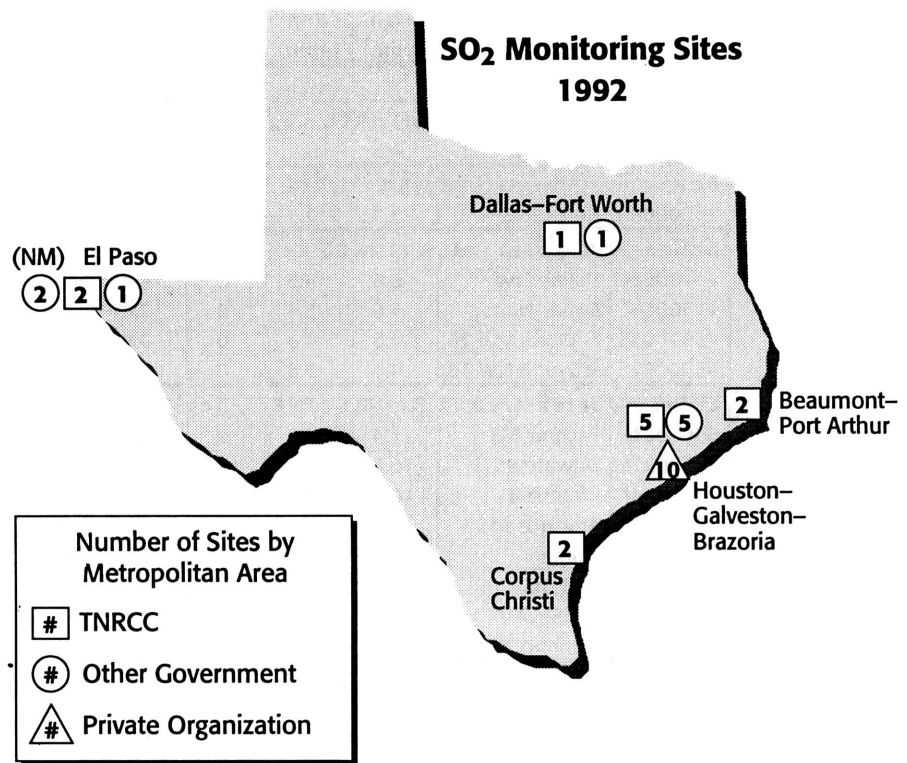 SO2 Monitoring Sites
1992
Dallas–Fort Worth
1 1
(NM) El Paso
2 2 1
2
Beaumont–
Port Arthur
5 5
10
Houston–
Galveston–
Brazoria
2
Corpus
Christi
Number of Sites by
Metropolitan Area
# TNRCC
# Other Government
# Private Organization